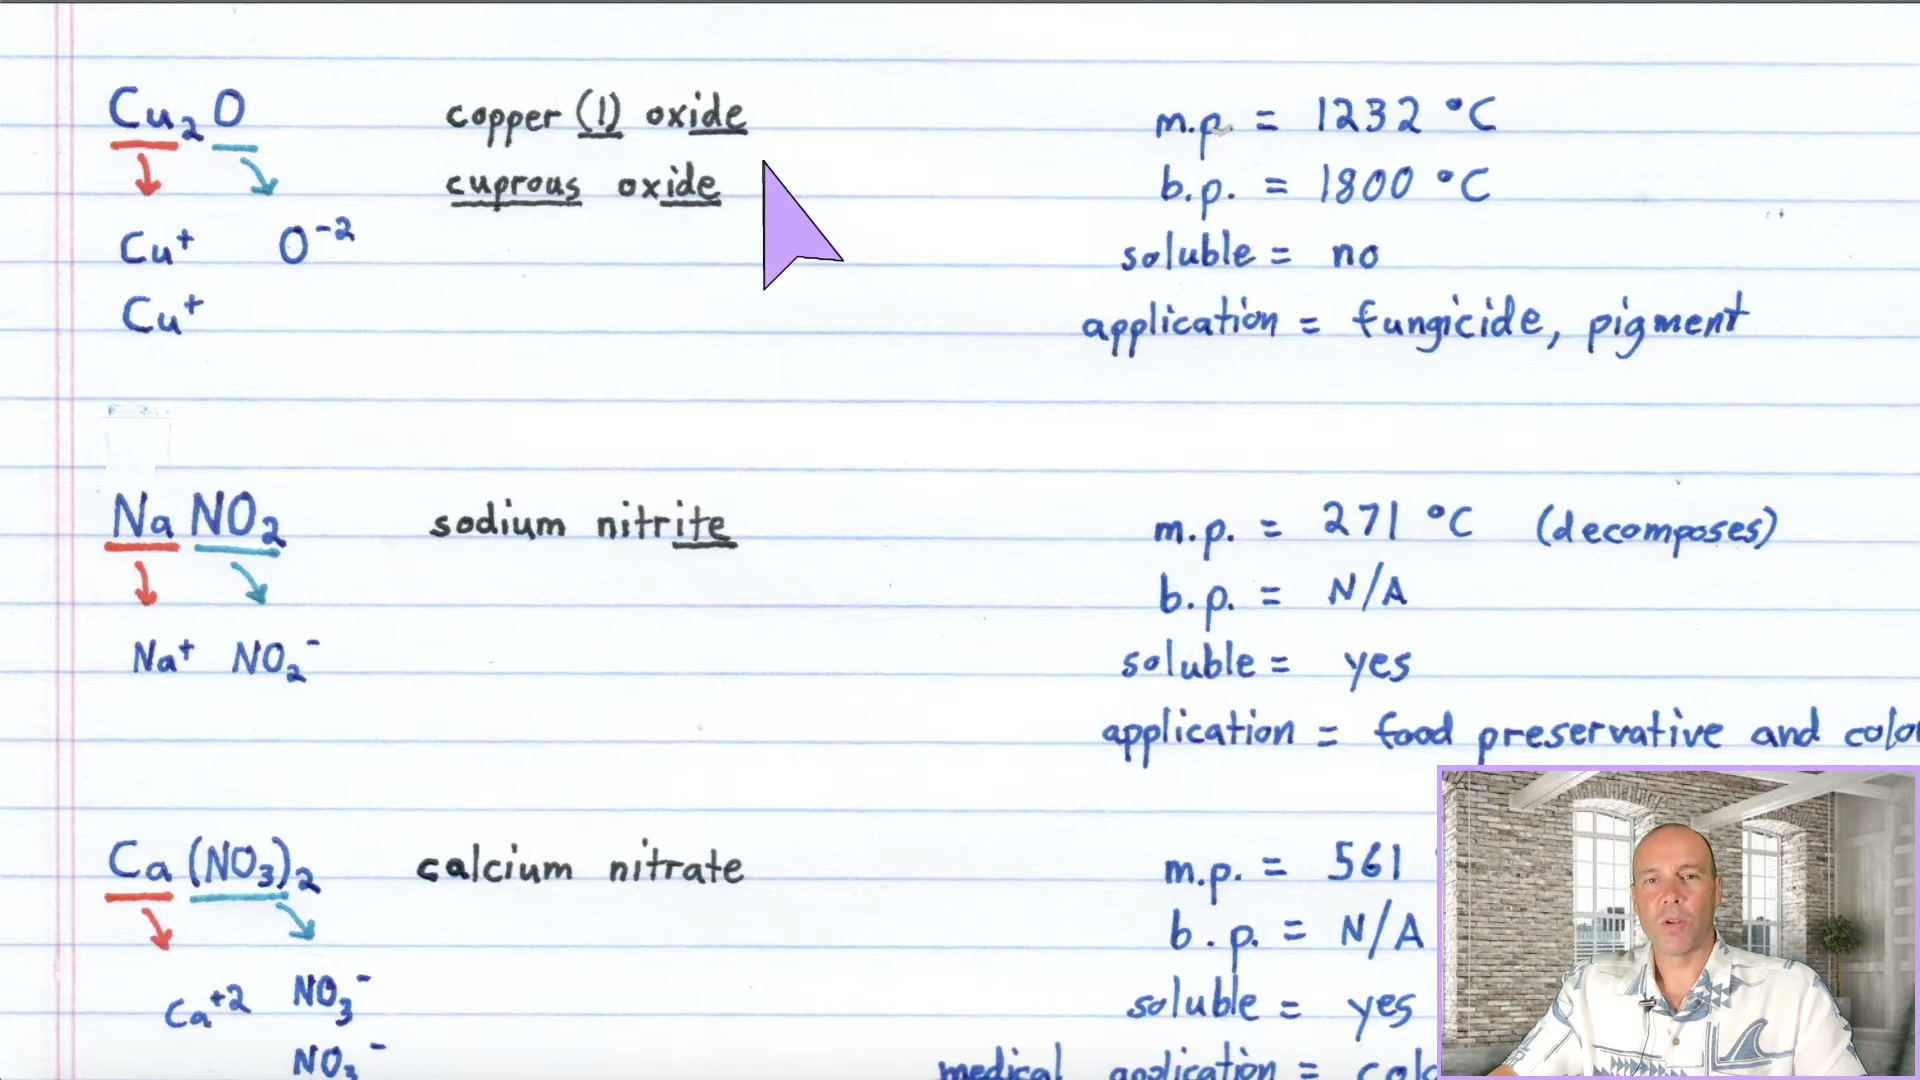 Cu₂O copper (1) oxide m.p. = 1232 °C
cuprous oxide b.p. = 1800 °C
Cu⁺ O⁻² soluble = no
Cu⁺ application = fungicide, pigment
NaNO₂ sodium nitrite m.p. = 271 °C (decomposes)
b.p. = N/A
Na⁺ NO₂⁻ soluble = yes
application = food preservative and
Ca(NO₃)₂ calcium nitrate m.p. = 561
b.p. = N/A
Ca⁺² NO₃⁻ soluble = yes
NO₃⁻ medical application =